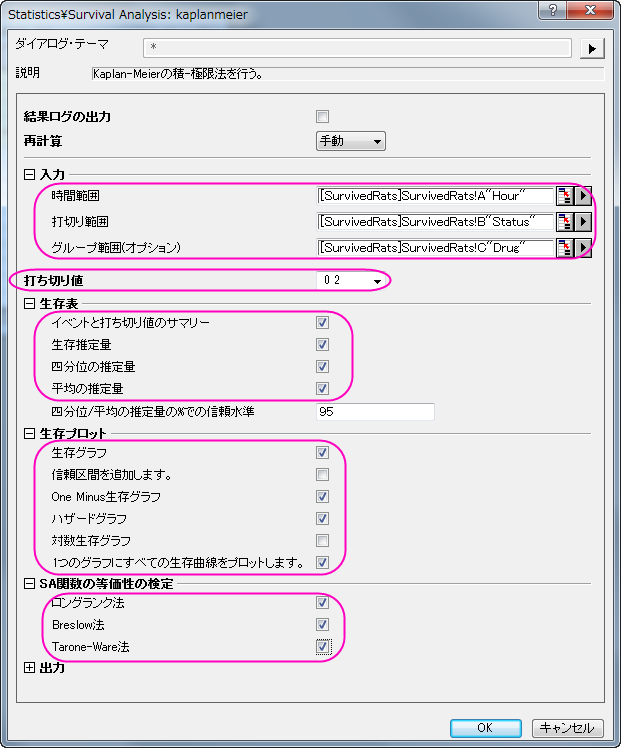 Statistics¥Survival Analysis: kaplanmeier
ダイアログ・テーマ *
説明 Kaplan-Meierの積-極限法を行う。
結果ログの出力
再計算 手動
入力
時間範囲 [SurvivedRats]SurvivedRats!A"Hour"
打切り範囲 [SurvivedRats]SurvivedRats!B"Status"
グループ範囲(オプション) [SurvivedRats]SurvivedRats!C"Drug"
打ち切り値 0 2
生存表
イベントと打ち切り値のサマリー
生存推定量
四分位の推定量
平均の推定量
四分位/平均の推定量の%での信頼水準 95
生存プロット
生存グラフ
信頼区間を追加します。
One Minus生存グラフ
ハザードグラフ
対数生存グラフ
1つのグラフにすべての生存曲線をプロットします。
SA関数の等価性の検定
ロングランク法
Breslow法
Tarone-Ware法
出力
OK キャンセル